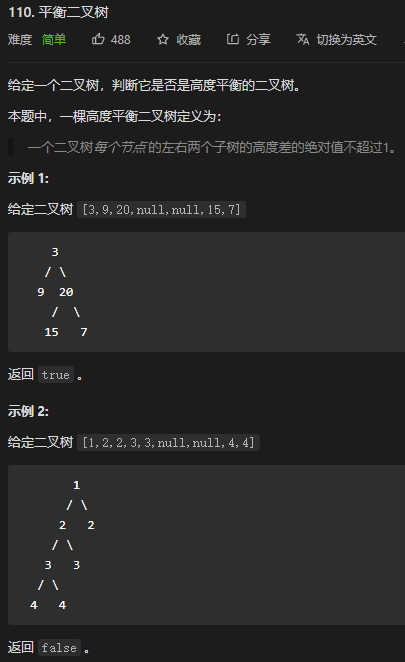 110. 平衡二叉树
难度 简单 488 收藏 分享 切换为英文
给定一个二叉树，判断它是否是高度平衡的二叉树。
本题中，一棵高度平衡二叉树定义为：
一个二叉树每个节点 的左右两个子树的高度差的绝对值不超过1。
示例 1:
给定二叉树 [3,9,20,null,null,15,7]
3
/ \
9 20
/ \
15 7
返回 true 。
示例 2:
给定二叉树 [1,2,2,3,3,null,null,4,4]
1
/ \
2 2
/ \
3 3
/ \
4 4
返回 false 。